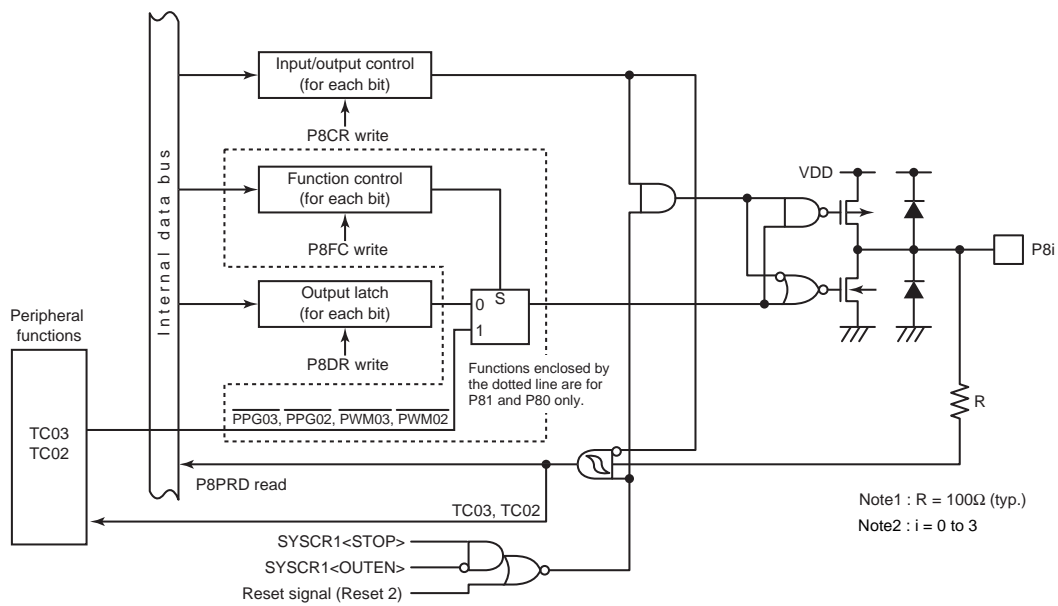 Input/output control
(for each bit)
P8CR write
Internal data bus
Function control
(for each bit)
P8FC write
VDD
P8i
Output latch
(for each bit)
0
S
1
P8DR write
Peripheral
functions
Functions enclosed by
the dotted line are for
P81 and P80 only.
TC03
TC02
PPG03, PPG02, PWM03, PWM02
R
P8PRD read
TC03, TC02
Note1 : R = 100Ω (typ.)
Note2 : i = 0 to 3
SYSCR1<STOP>
SYSCR1<OUTEN>
Reset signal (Reset 2)